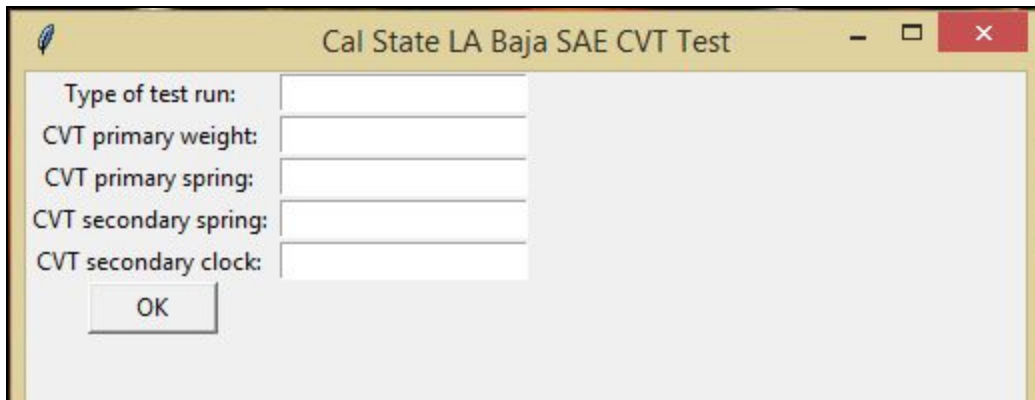 Cal State LA Baja SAE CVT Test
Type of test run:
CVT primary weight:
CVT primary spring:
CVT secondary spring:
CVT secondary clock:
OK